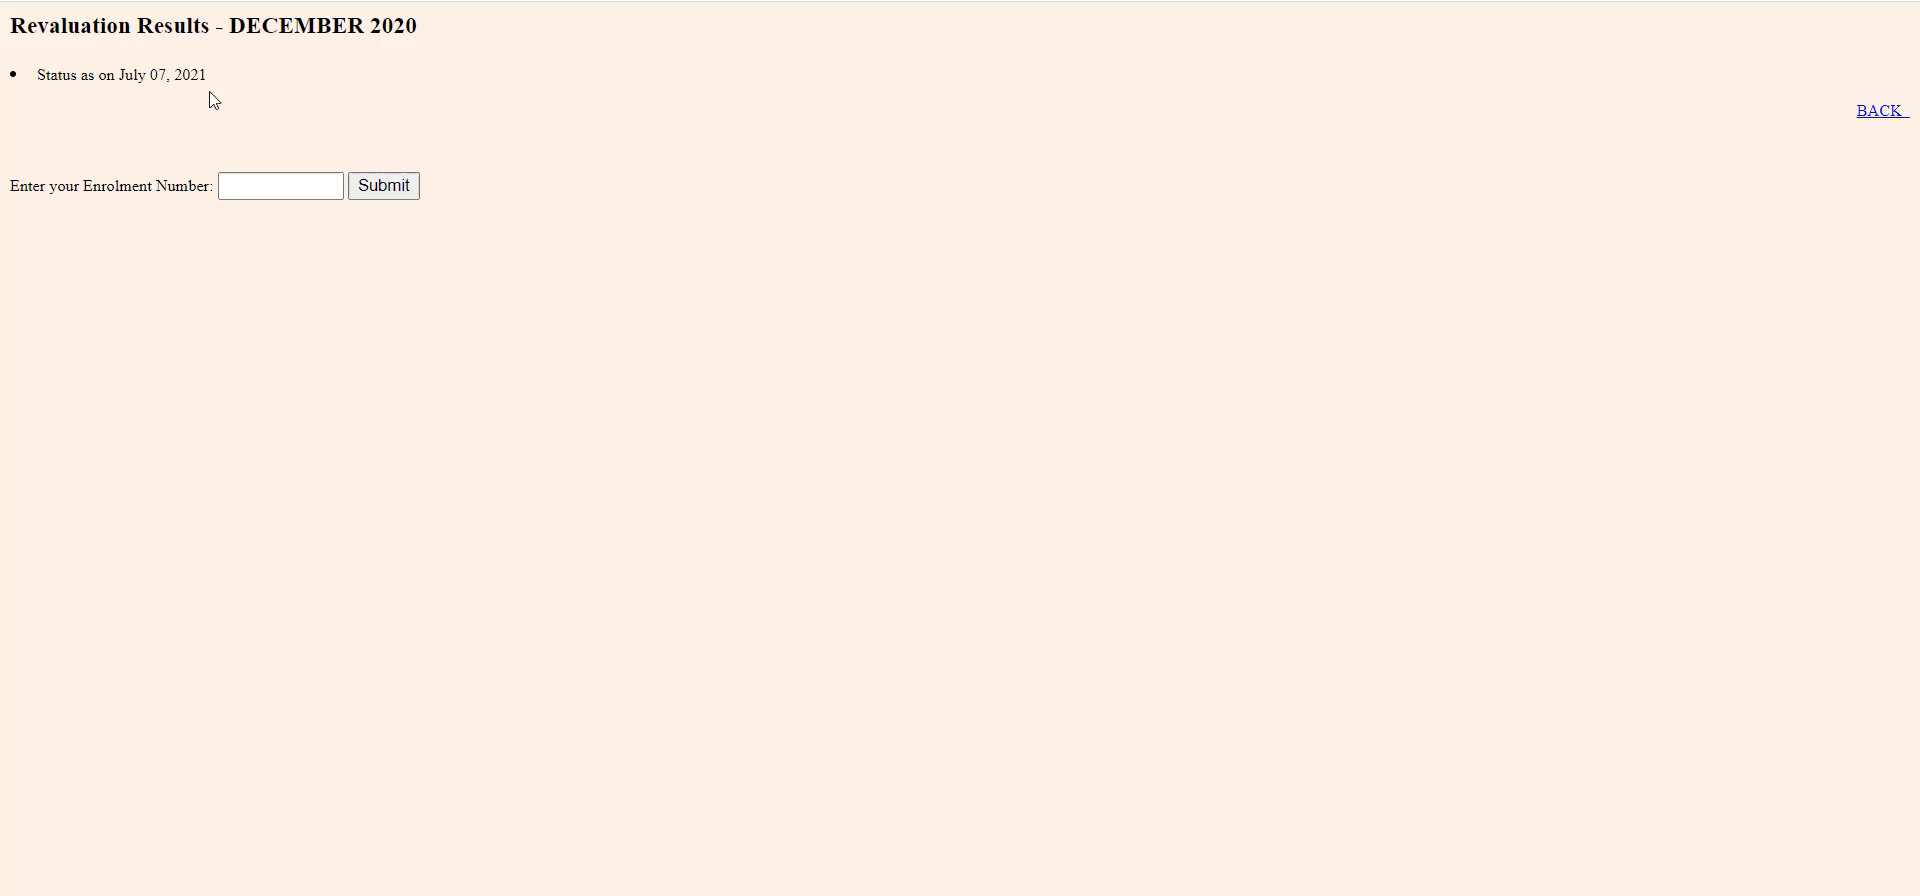 Revaluation Results - DECEMBER 2020
• Status as on July 07, 2021
BACK
Enter your Enrolment Number: Submit